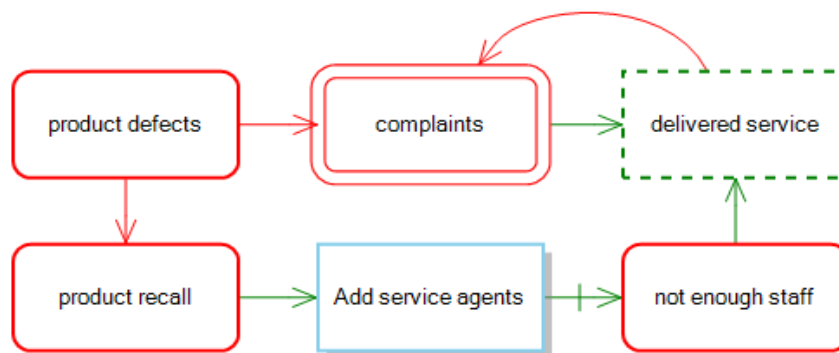 product defects
complaints
delivered service
product recall
Add service agents
not enough staff